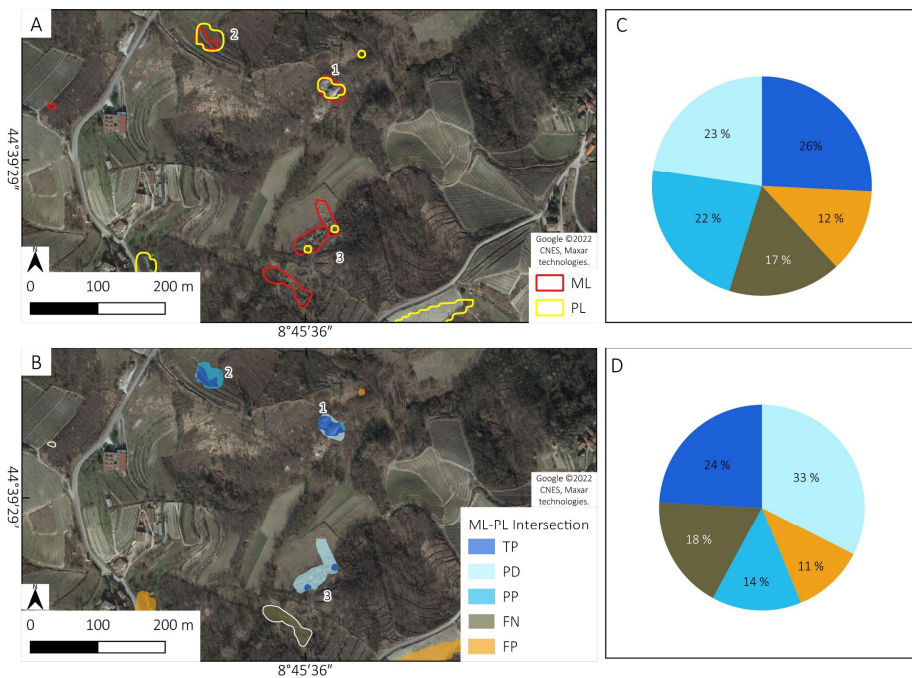 A
2
1
3
44°39′29″
N
0 100 200 m
8°45′36″
Google ©2022
CNES, Maxar
technologies.
ML
PL
C
23 %
26%
22 %
12 %
17 %
B
2
1
3
44°39′29″
N
0 100 200 m
8°45′36″
Google ©2022
CNES, Maxar
technologies.
ML-PL Intersection
TP
PD
PP
FN
FP
D
24 %
33 %
18 %
11 %
14 %